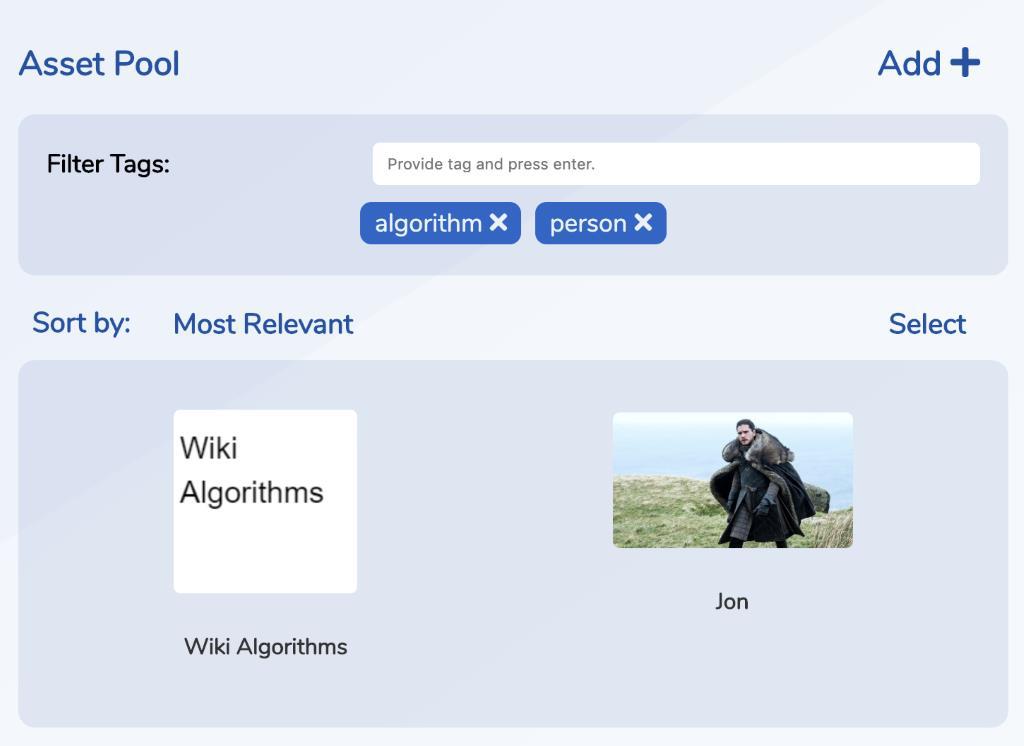 Asset Pool
Add
Filter Tags:
Provide tag and press enter.
algorithm
person
Sort by:
Most Relevant
Select
Wiki
Algorithms
Wiki Algorithms
Jon